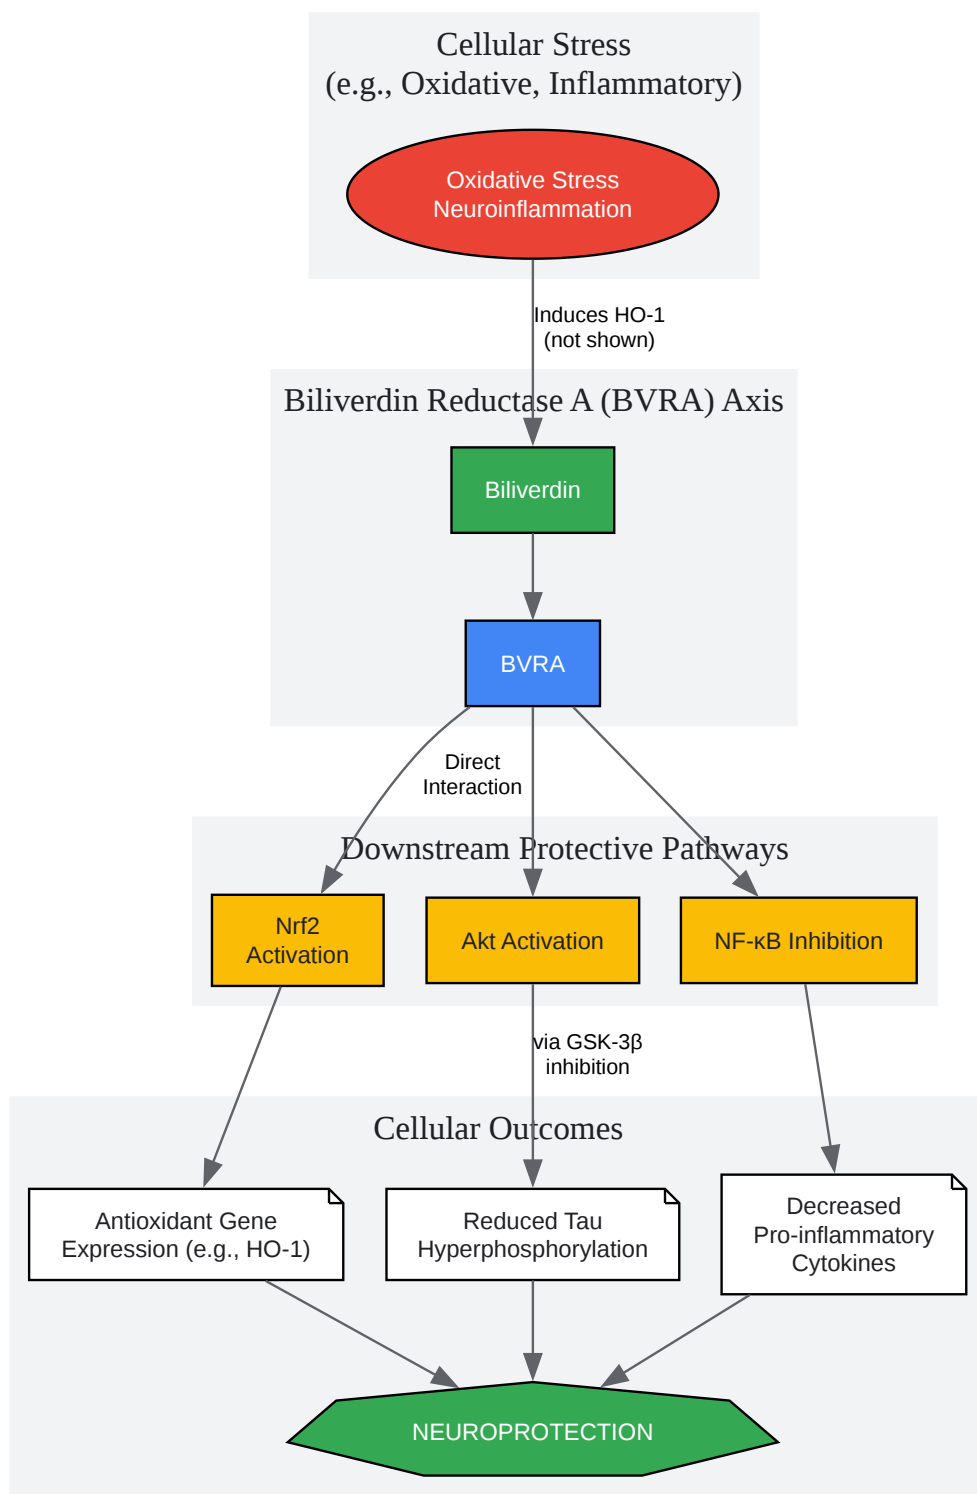 Cellular Stress
(e.g., Oxidative, Inflammatory)
Oxidative Stress
Neuroinflammation
Induces HO-1
(not shown)
Biliverdin Reductase A (BVRA) Axis
Biliverdin
BVRA
Direct
Interaction
Downstream Protective Pathways
Nrf2
Activation
Akt Activation
NF-κB Inhibition
via GSK-3β
inhibition
Cellular Outcomes
Antioxidant Gene
Expression (e.g., HO-1)
Reduced Tau
Hyperphosphorylation
Decreased
Pro-inflammatory
Cytokines
NEUROPROTECTION